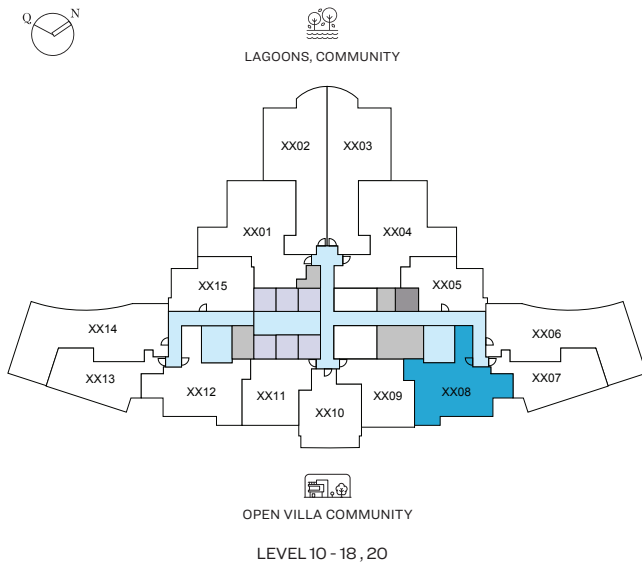 Q N
LAGOONS, COMMUNITY
XX02 XX03
XX01 XX04
XX15 XX05
XX14 XX06
XX13 XX12 XX11 XX10 XX09 XX08 XX07
OPEN VILLA COMMUNITY
LEVEL 10 - 18 , 20